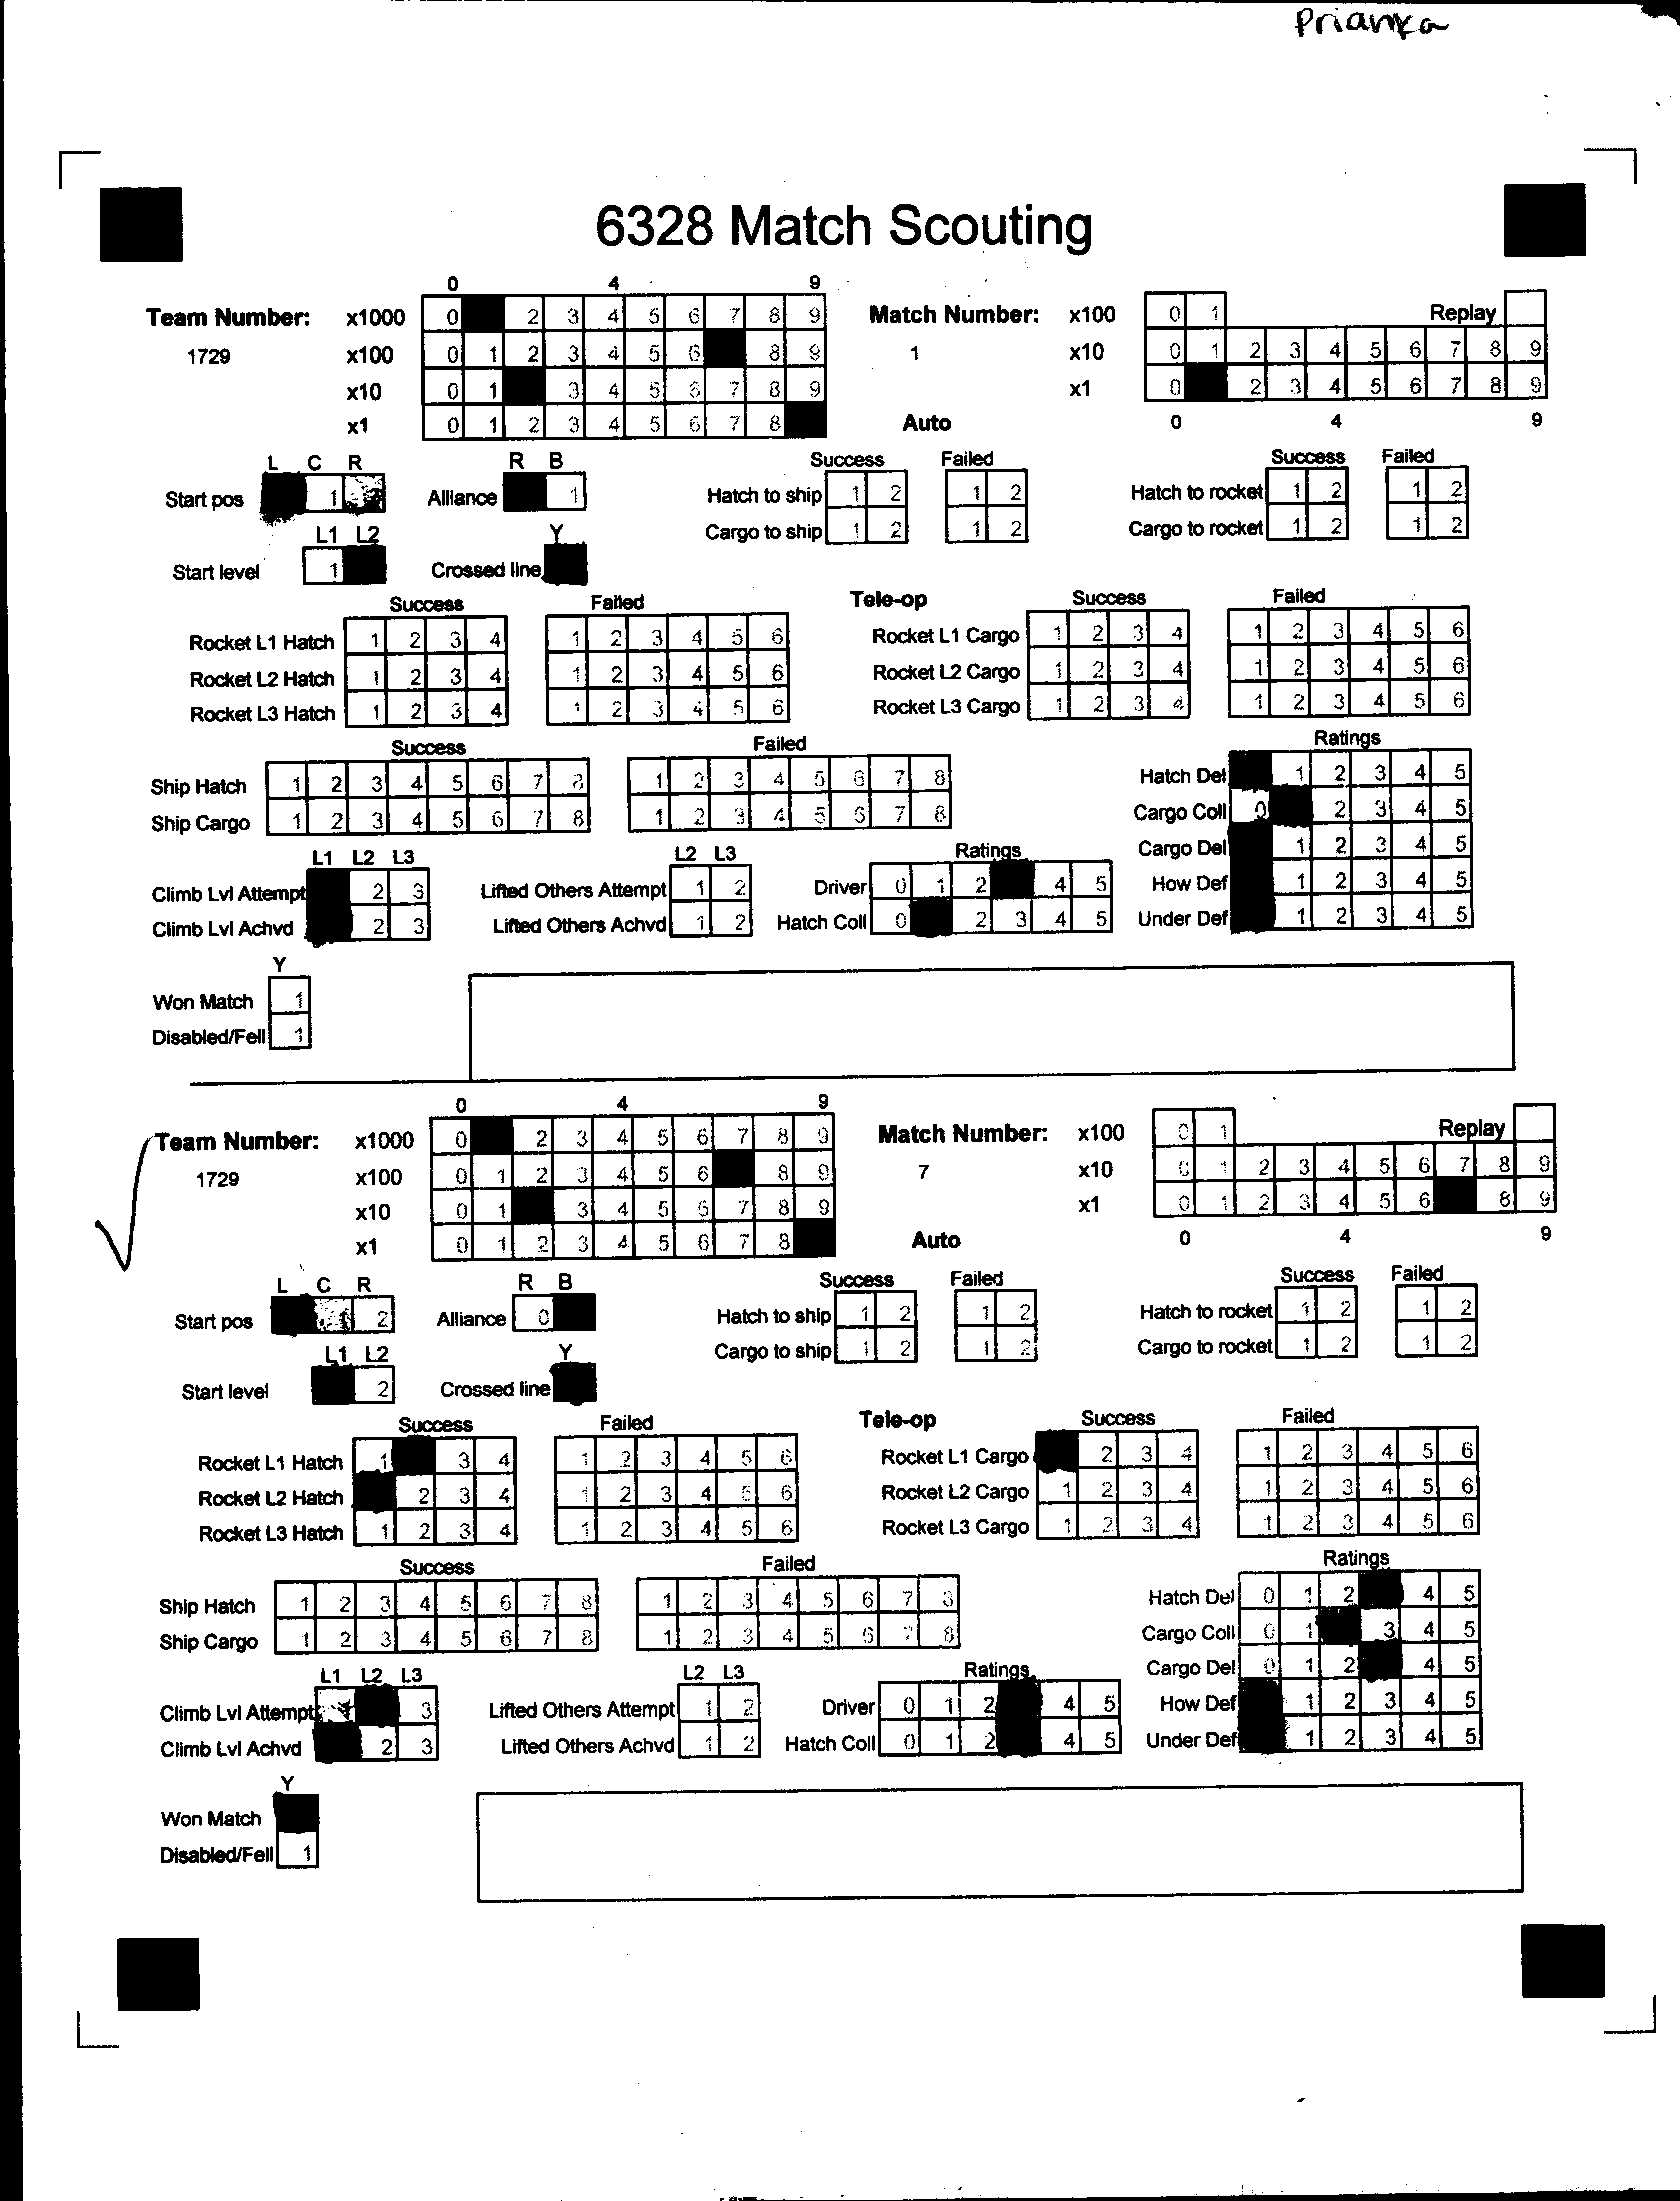 Prianka
6328 Match Scouting
0 4 9
Team Number: x1000 0 2 3 4 5 6 7 8 9 Match Number: x100 0 1 Replay
1729 x100 0 1 2 3 4 5 6 8 9 1 x10 0 1 2 3 4 5 6 7 8 9
x10 0 1 3 4 5 6 7 8 9 x1 0 2 3 4 5 6 7 8 9
x1 0 1 2 3 4 5 6 7 8 Auto 0 4 9
L C R R B Success Failed Success Failed
Start pos 1 Alliance 1 Hatch to ship 1 2 1 2 Hatch to rocket 1 2 1 2
L1 L2 Y Cargo to ship 1 2 1 2 Cargo to rocket 1 2 1 2
Start level 1 Crossed line
Success Failed Tele-op Success Failed
Rocket L1 Hatch 1 2 3 4 1 2 3 4 5 6 Rocket L1 Cargo 1 2 3 4 1 2 3 4 5 6
Rocket L2 Hatch 1 2 3 4 1 2 3 4 5 6 Rocket L2 Cargo 1 2 3 4 1 2 3 4 5 6
Rocket L3 Hatch 1 2 3 4 1 2 3 4 5 6 Rocket L3 Cargo 1 2 3 4 1 2 3 4 5 6
Success Failed Ratings
Ship Hatch 1 2 3 4 5 6 7 8 1 2 3 4 5 6 7 8 Hatch Del 1 2 3 4 5
Ship Cargo 1 2 3 4 5 6 7 8 1 2 3 4 5 6 7 8 Cargo Coll 0 2 3 4 5
L1 L2 L3 L2 L3 Ratings Cargo Del 1 2 3 4 5
Climb Lvl Attempt 2 3 Lifted Others Attempt 1 2 Driver 0 1 2 4 5 How Def 1 2 3 4 5
Climb Lvl Achvd 2 3 Lifted Others Achvd 1 2 Hatch Coll 0 2 3 4 5 Under Def 1 2 3 4 5
Y
Won Match 1
Disabled/Fell 1
0 4 9
Team Number: x1000 0 2 3 4 5 6 7 8 9 Match Number: x100 0 1 Replay
1729 x100 0 1 2 3 4 5 6 8 9 7 x10 0 1 2 3 4 5 6 7 8 9
x10 0 1 3 4 5 6 7 8 9 x1 0 1 2 3 4 5 6 8 9
x1 0 1 2 3 4 5 6 7 8 Auto 0 4 9
L C R R B Success Failed Success Failed
Start pos 1 2 Alliance 0 Hatch to ship 1 2 1 2 Hatch to rocket 1 2 1 2
L1 L2 Y Cargo to ship 1 2 1 2 Cargo to rocket 1 2 1 2
Start level 2 Crossed line
Success Failed Tele-op Success Failed
Rocket L1 Hatch 1 3 4 1 2 3 4 5 6 Rocket L1 Cargo 2 3 4 1 2 3 4 5 6
Rocket L2 Hatch 2 3 4 1 2 3 4 5 6 Rocket L2 Cargo 1 2 3 4 1 2 3 4 5 6
Rocket L3 Hatch 1 2 3 4 1 2 3 4 5 6 Rocket L3 Cargo 1 2 3 4 1 2 3 4 5 6
Success Failed Ratings
Ship Hatch 1 2 3 4 5 6 7 8 1 2 3 4 5 6 7 8 Hatch Del 0 1 2 4 5
Ship Cargo 1 2 3 4 5 6 7 8 1 2 3 4 5 6 7 8 Cargo Coll 0 1 3 4 5
L1 L2 L3 L2 L3 Ratings Cargo Del 0 1 2 4 5
Climb Lvl Attempt 3 Lifted Others Attempt 1 2 Driver 0 1 2 4 5 How Def 1 2 3 4 5
Climb Lvl Achvd 2 3 Lifted Others Achvd 1 2 Hatch Coll 0 1 2 4 5 Under Def 1 2 3 4 5
Y
Won Match
Disabled/Fell 1